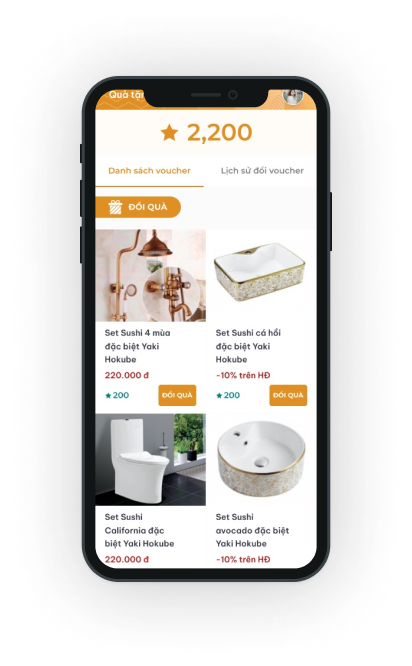 Quà tặn
2,200
Danh sách voucher
Lịch sử đổi voucher
ĐỔI QUÀ
Set Sushi 4 mùa
đặc biệt Yaki
Hokube
220.000 đ
200
ĐỔI QUÀ
Set Sushi cá hồi
đặc biệt Yaki
Hokube
-10% trên HĐ
200
ĐỔI QUÀ
Set Sushi
California đặc
biệt Yaki Hokube
220.000 đ
Set Sushi
avocado đặc biệt
Yaki Hokube
-10% trên HĐ